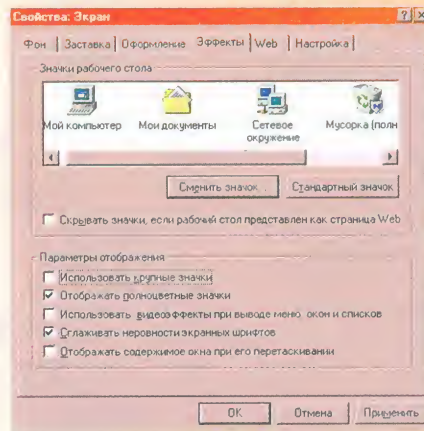 Свойства: Экран
Фон Заставка Оформление Эффекты Web Настройка
Значки рабочего стола
Мой компьютер Мои документы Сетевое окружение Мусорка (полн
Сменить значок... Стандартный значок
Скрывать значки, если рабочий стол представлен как страница Web
Параметры отображения
Использовать крупные значки
Отображать полноцветные значки
Использовать видеоэффекты при выводе меню, окон и списков
Сглаживать неровности экранных шрифтов
Отображать содержимое окна при его перетаскивании
OK Отмена Применить